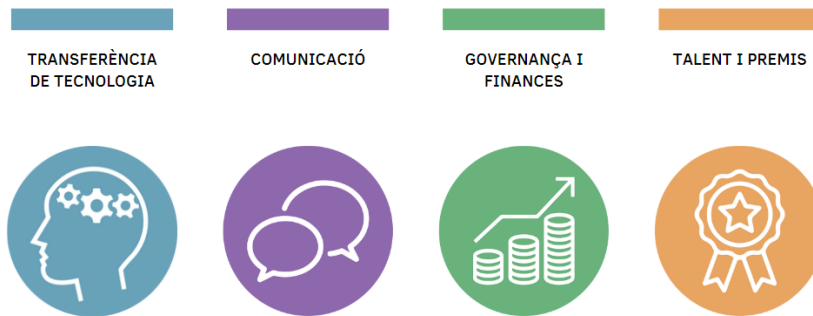 TRANSFERÈNCIA
DE TECNOLOGIA
COMUNICACIÓ
GOVERNANÇA I
FINANCES
TALENT I PREMIS